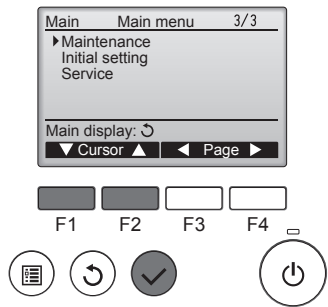 Main Main menu 3/3
Maintenance
Initial setting
Service
Main display:
Cursor Page
F1 F2 F3 F4